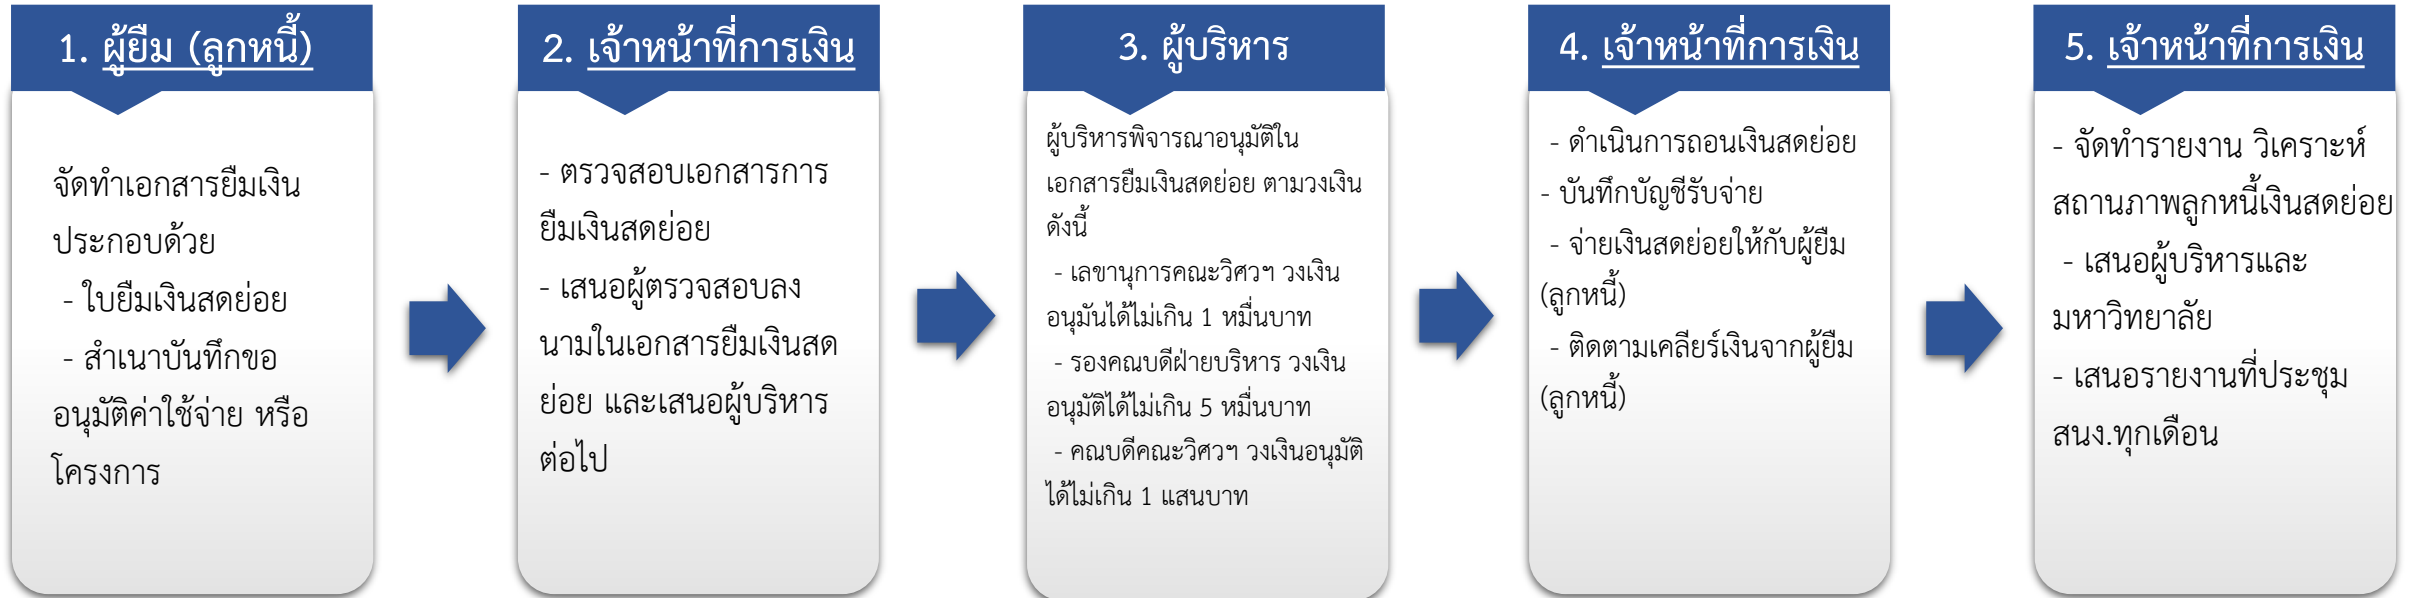 1. ผู้ยืม (ลูกหนี้)
จัดทำเอกสารยืมเงิน
ประกอบด้วย
- ใบยืมเงินสดย่อย
- สำเนาบันทึกขอ
อนุมัติค่าใช้จ่าย หรือ
โครงการ
2. เจ้าหน้าที่การเงิน
- ตรวจสอบเอกสารการ
ยืมเงินสดย่อย
- เสนอผู้ตรวจสอบลง
นามในเอกสารยืมเงินสด
ย่อย และเสนอผู้บริหาร
ต่อไป
3. ผู้บริหาร
ผู้บริหารพิจารณาอนุมัติใน
เอกสารยืมเงินสดย่อย ตามวงเงิน
ดังนี้
- เลขานุการคณะวิศวฯ วงเงิน
อนุมันได้ไม่เกิน 1 หมื่นบาท
- รองคณบดีฝ่ายบริหาร วงเงิน
อนุมัติได้ไม่เกิน 5 หมื่นบาท
- คณบดีคณะวิศวฯ วงเงินอนุมัติ
ได้ไม่เกิน 1 แสนบาท
4. เจ้าหน้าที่การเงิน
- ดำเนินการถอนเงินสดย่อย
- บันทึกบัญชีรับจ่าย
- จ่ายเงินสดย่อยให้กับผู้ยืม
(ลูกหนี้)
- ติดตามเคลียร์เงินจากผู้ยืม
(ลูกหนี้)
5. เจ้าหน้าที่การเงิน
- จัดทำรายงาน วิเคราะห์
สถานภาพลูกหนี้เงินสดย่อย
- เสนอผู้บริหารและ
มหาวิทยาลัย
- เสนอรายงานที่ประชุม
สนง.ทุกเดือน